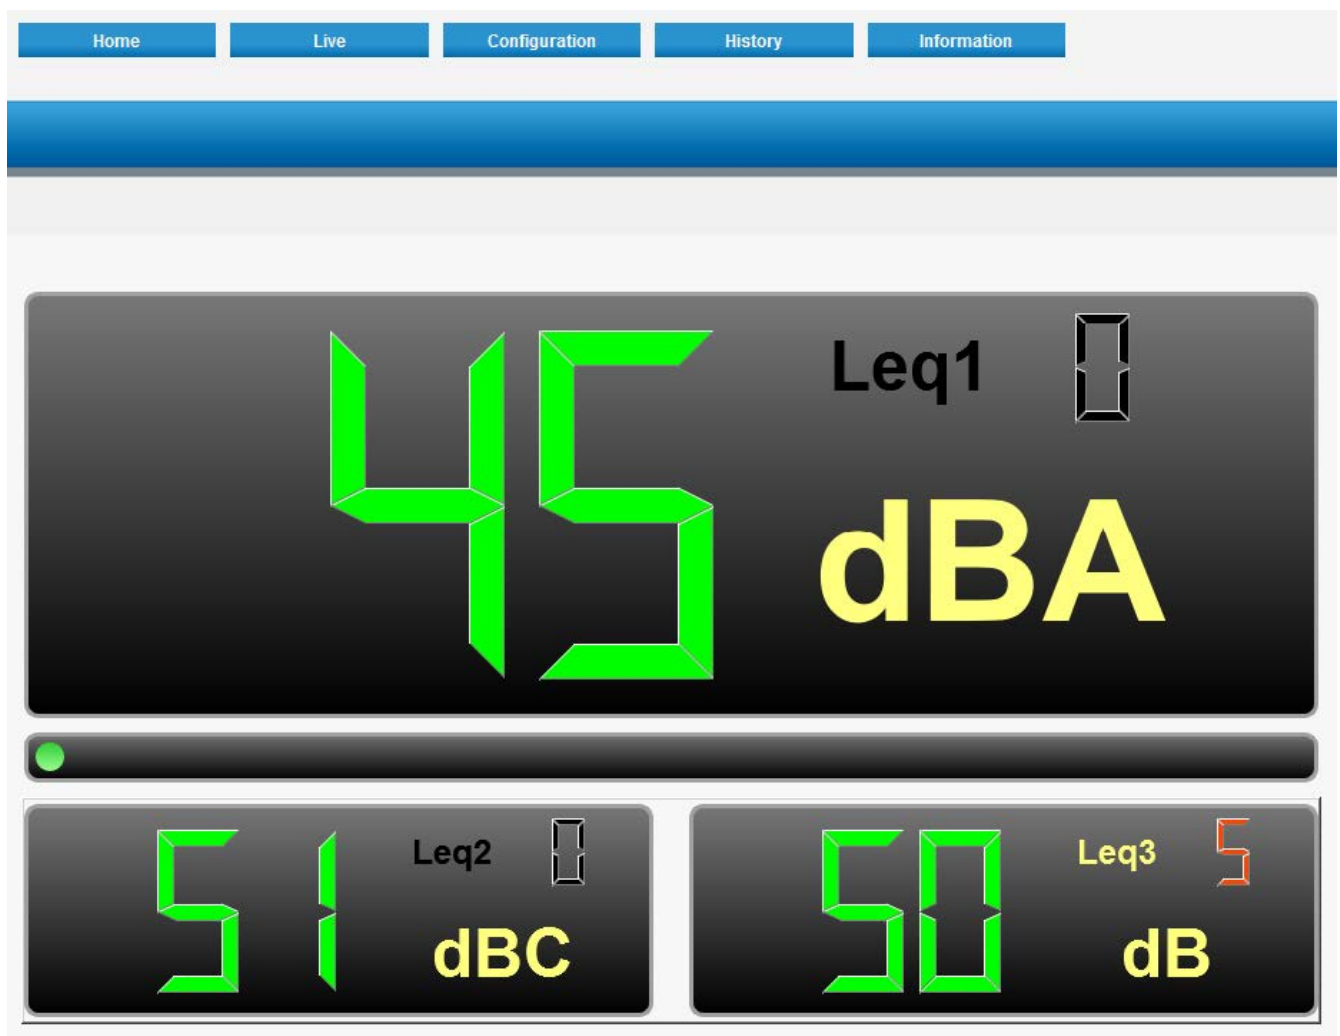 Home Live Configuration History Information
45 Leq1 0
dBA
51 Leq2 0
dBC
50 Leq3 5
dB